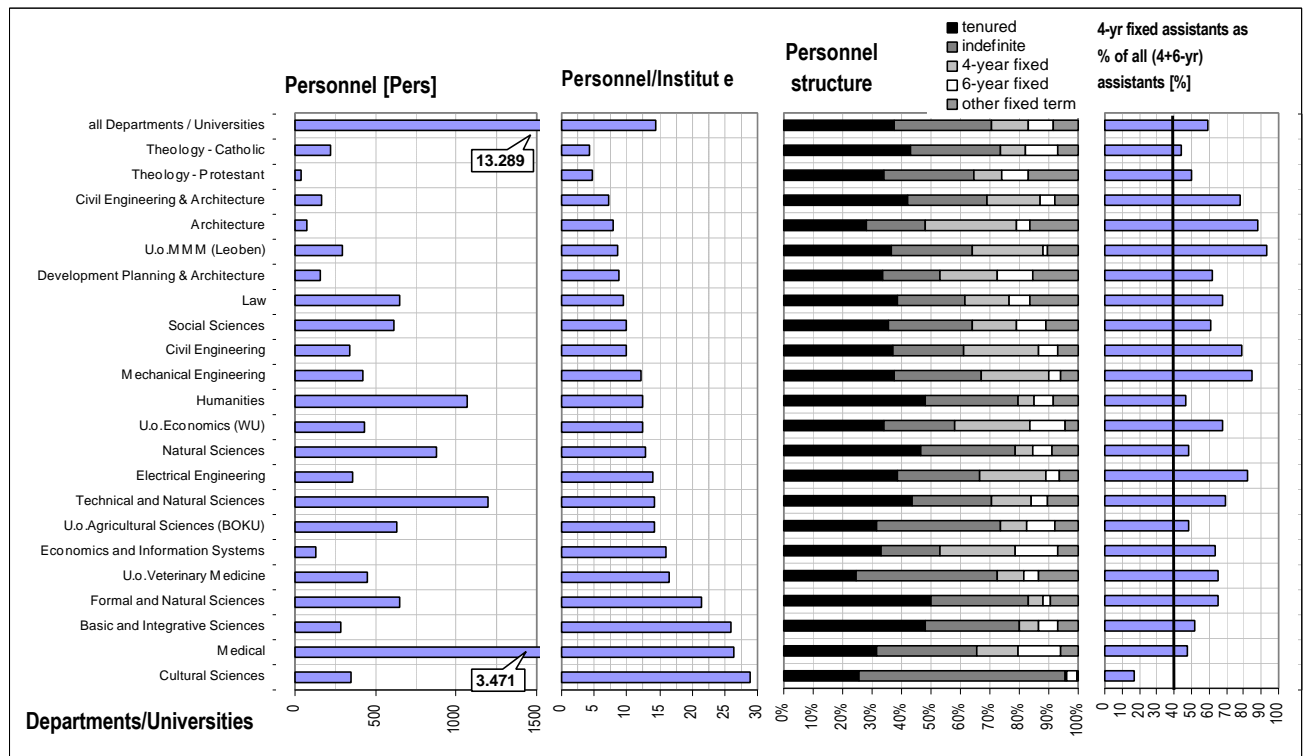 tenured
indefinite
4-year fixed
6-year fixed
other fixed term
4-yr fixed assistants as
% of all (4+6-yr)
assistants [%]
Personnel [Pers]
Personnel/Institut e
Personnel
structure
all Departments / Universities
13.289
Theology - Catholic
Theology - Protestant
Civil Engineering & Architecture
Architecture
U.o.MMM (Leoben)
Development Planning & Architecture
Law
Social Sciences
Civil Engineering
Mechanical Engineering
Humanities
U.o.Economics (WU)
Natural Sciences
Electrical Engineering
Technical and Natural Sciences
U.o.Agricultural Sciences (BOKU)
Economics and Information Systems
U.o.Veterinary Medicine
Formal and Natural Sciences
Basic and Integrative Sciences
Medical
3.471
Cultural Sciences
Departments/Universities
0 500 1000 1500
0 5 10 15 20 25 30
0% 10% 20% 30% 40% 50% 60% 70% 80% 90% 100%
0 10 20 30 40 50 60 70 80 90 100